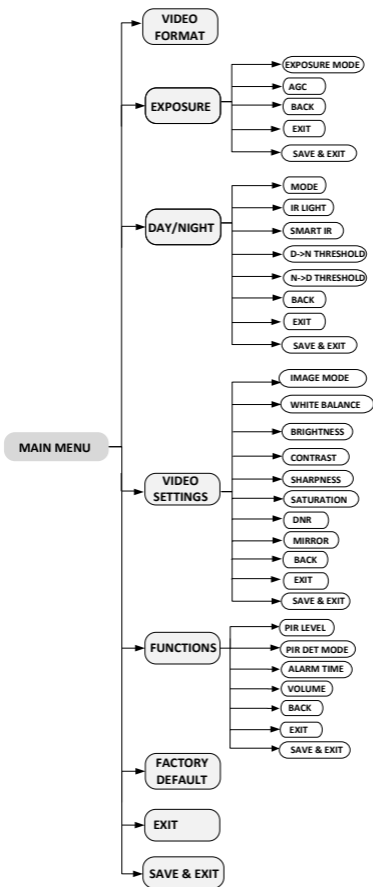 VIDEO
FORMAT
EXPOSURE
EXPOSURE MODE
AGC
BACK
EXIT
SAVE & EXIT
DAY/NIGHT
MODE
IR LIGHT
SMART IR
D->N THRESHOLD
N->D THRESHOLD
BACK
EXIT
SAVE & EXIT
MAIN MENU
VIDEO
SETTINGS
IMAGE MODE
WHITE BALANCE
BRIGHTNESS
CONTRAST
SHARPNESS
SATURATION
DNR
MIRROR
BACK
EXIT
SAVE & EXIT
FUNCTIONS
PIR LEVEL
PIR DET MODE
ALARM TIME
VOLUME
BACK
EXIT
SAVE & EXIT
FACTORY
DEFAULT
EXIT
SAVE & EXIT